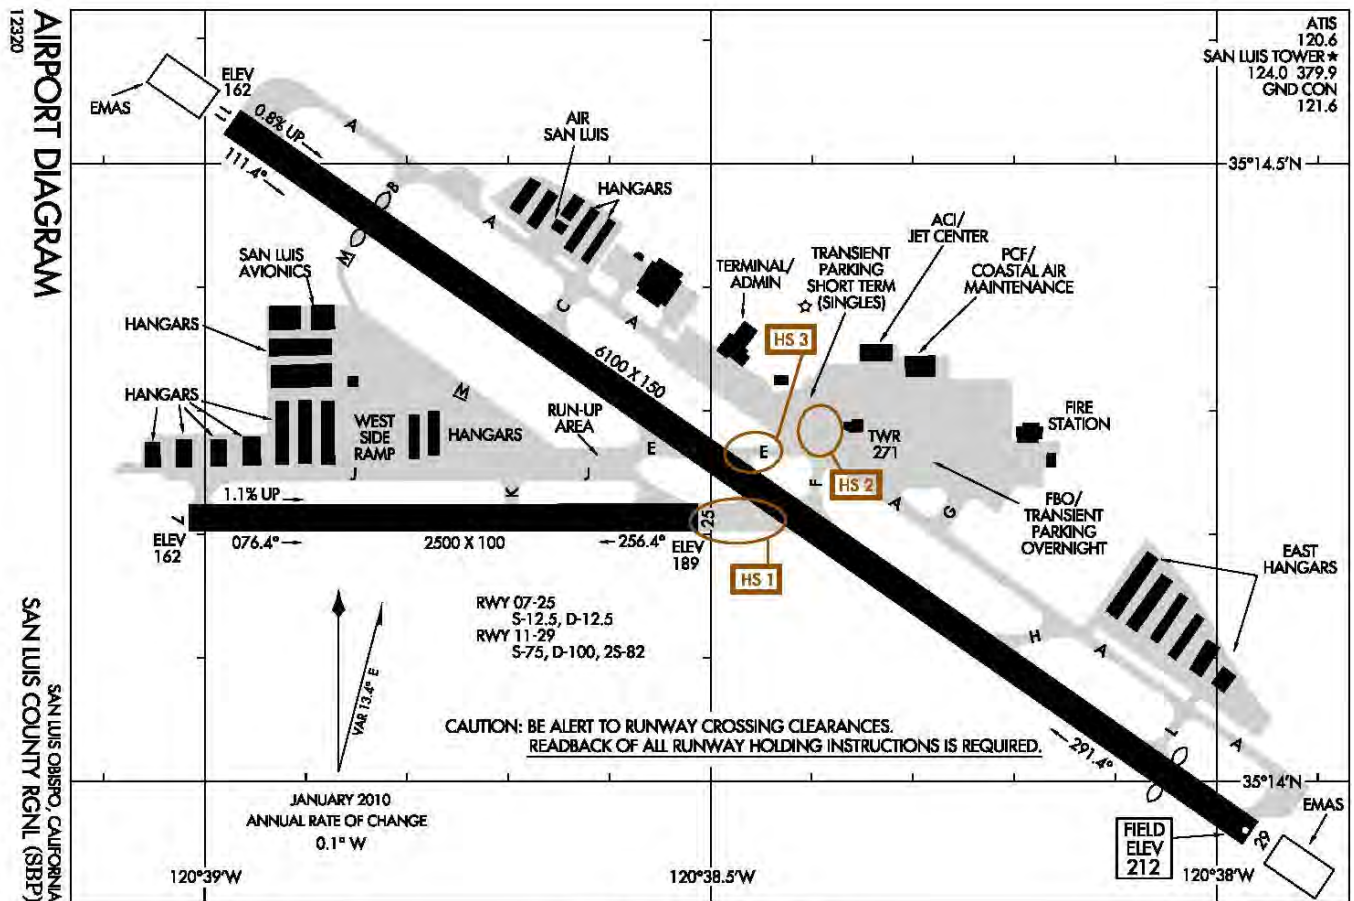 AIRPORT DIAGRAM
12320
ATIS
120.6
SAN LUIS TOWER★
124.0 379.9
GND CON
121.6
EMAS
ELEV
162
11
0.8% UP
111.4°
A
B
M
A
AIR
SAN LUIS
HANGARS
35°14.5'N
SAN LUIS
AVIONICS
HANGARS
HANGARS
C
A
TERMINAL/
ADMIN
TRANSIENT
PARKING
SHORT TERM
(SINGLES)
ACI/
JET CENTER
PCF/
COASTAL AIR
MAINTENANCE
HS 3
6100 X 150
M
RUN-UP
AREA
WEST
SIDE
RAMP
HANGARS
E
E
TWR
271
FIRE
STATION
HS 2
J
J
K
F
A
G
FBO/
TRANSIENT
PARKING
OVERNIGHT
1.1% UP
7
25
ELEV
162
076.4°
2500 X 100
256.4°
ELEV
189
HS 1
EAST
HANGARS
RWY 07-25
S-12.5, D-12.5
RWY 11-29
S-75, D-100, 2S-82
H
A
VAR 13.4° E
CAUTION: BE ALERT TO RUNWAY CROSSING CLEARANCES.
READBACK OF ALL RUNWAY HOLDING INSTRUCTIONS IS REQUIRED.
291.4°
L
A
35°14'N
JANUARY 2010
ANNUAL RATE OF CHANGE
0.1° W
FIELD
ELEV
212
29
EMAS
120°39'W
120°38.5'W
120°38'W
SAN LUIS OBISPO, CALIFORNIA
SAN LUIS COUNTY RGNL (SBP)